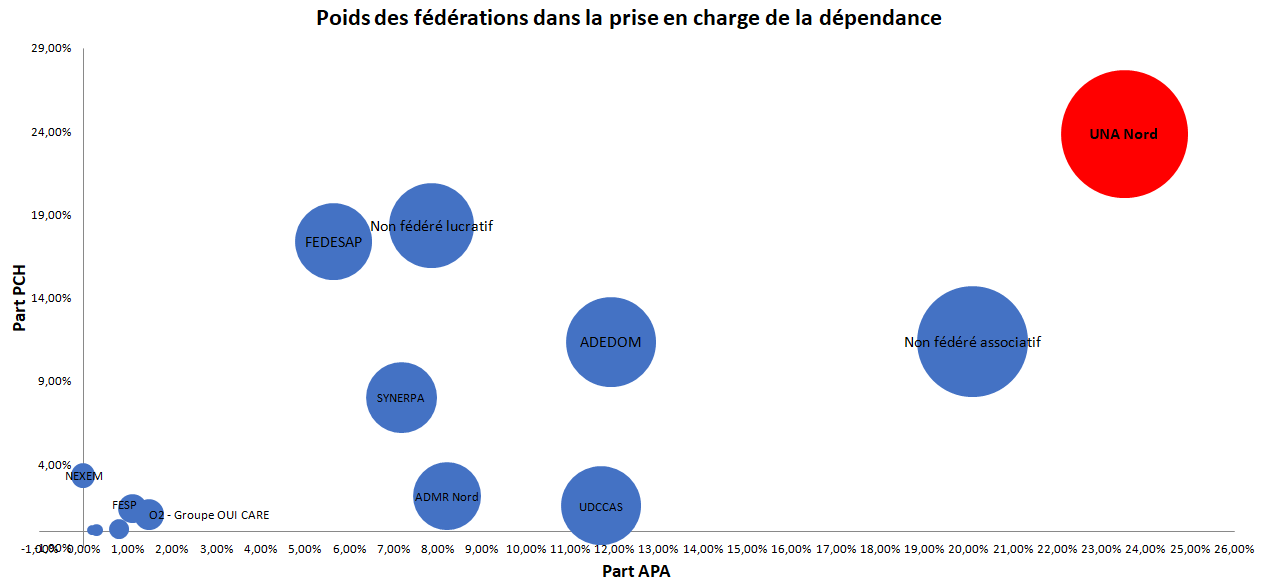 Poids des fédérations dans la prise en charge de la dépendance
29,00%
24,00%
19,00%
14,00%
9,00%
4,00%
-1,00%
Part PCH
UNA Nord
Non fédéré lucratif
FEDESAP
ADEDOM
Non fédéré associatif
SYNERPA
NEXEM
ADMR Nord
FESP
UDCCAS
O2 - Groupe OUI CARE
-1,00% 0,00% 1,00% 2,00% 3,00% 4,00% 5,00% 6,00% 7,00% 8,00% 9,00% 10,00% 11,00% 12,00% 13,00% 14,00% 15,00% 16,00% 17,00% 18,00% 19,00% 20,00% 21,00% 22,00% 23,00% 24,00% 25,00% 26,00%
Part APA